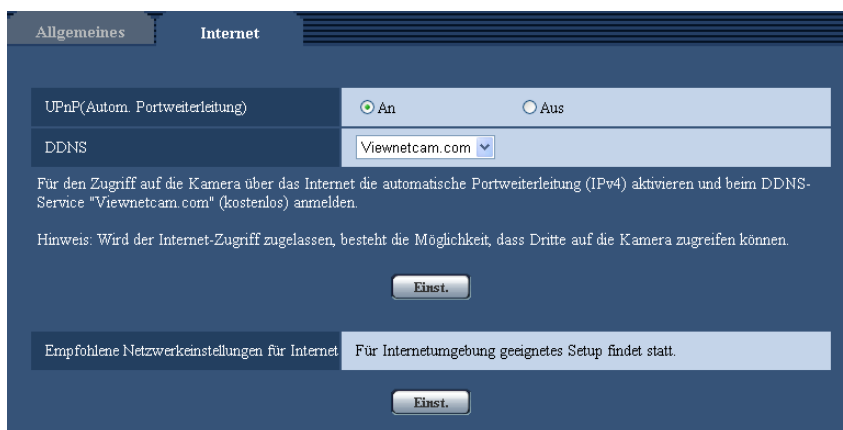 Allgemeines Internet
UPnP(Autom. Portweiterleitung) An Aus
DDNS Viewnetcam.com
Für den Zugriff auf die Kamera über das Internet die automatische Portweiterleitung (IPv4) aktivieren und beim DDNS-
Service "Viewnetcam.com" (kostenlos) anmelden.
Hinweis: Wird der Internet-Zugriff zugelassen, besteht die Möglichkeit, dass Dritte auf die Kamera zugreifen können.
Einst.
Empfohlene Netzwerkeinstellungen für Internet Für Internetumgebung geeignetes Setup findet statt.
Einst.